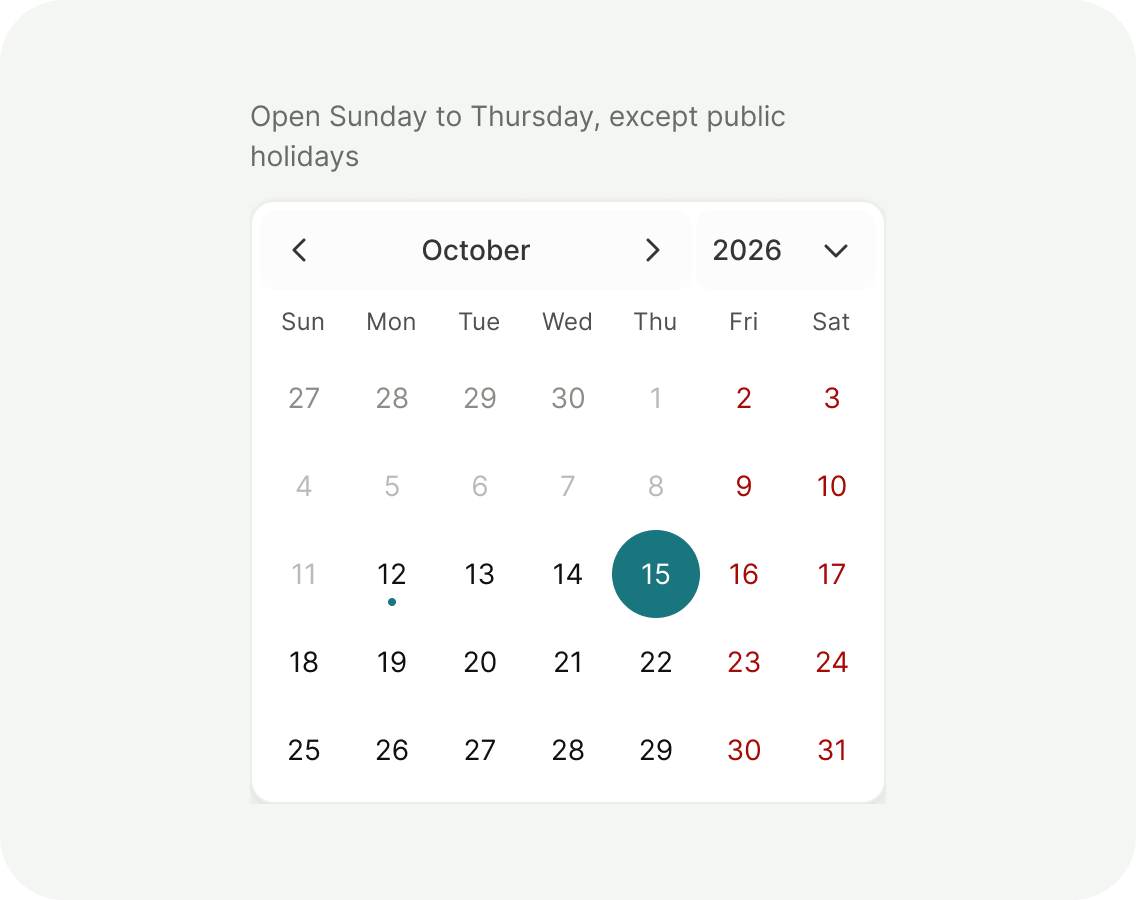 Open Sunday to Thursday, except public
holidays
October 2026
Sun Mon Tue Wed Thu Fri Sat
27 28 29 30 1 2 3
4 5 6 7 8 9 10
11 12 13 14 15 16 17
18 19 20 21 22 23 24
25 26 27 28 29 30 31